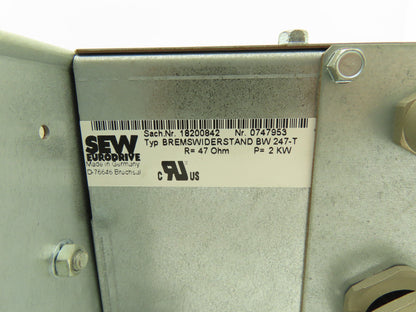 Sach.Nr. 18200842 Nr. 0747953
SEW Typ BREMSWIDERSTAND BW 247-T
EURODRIVE R= 47 Ohm P= 2 KW
Made in Germany
D-76646 Bruchsal
c RU US